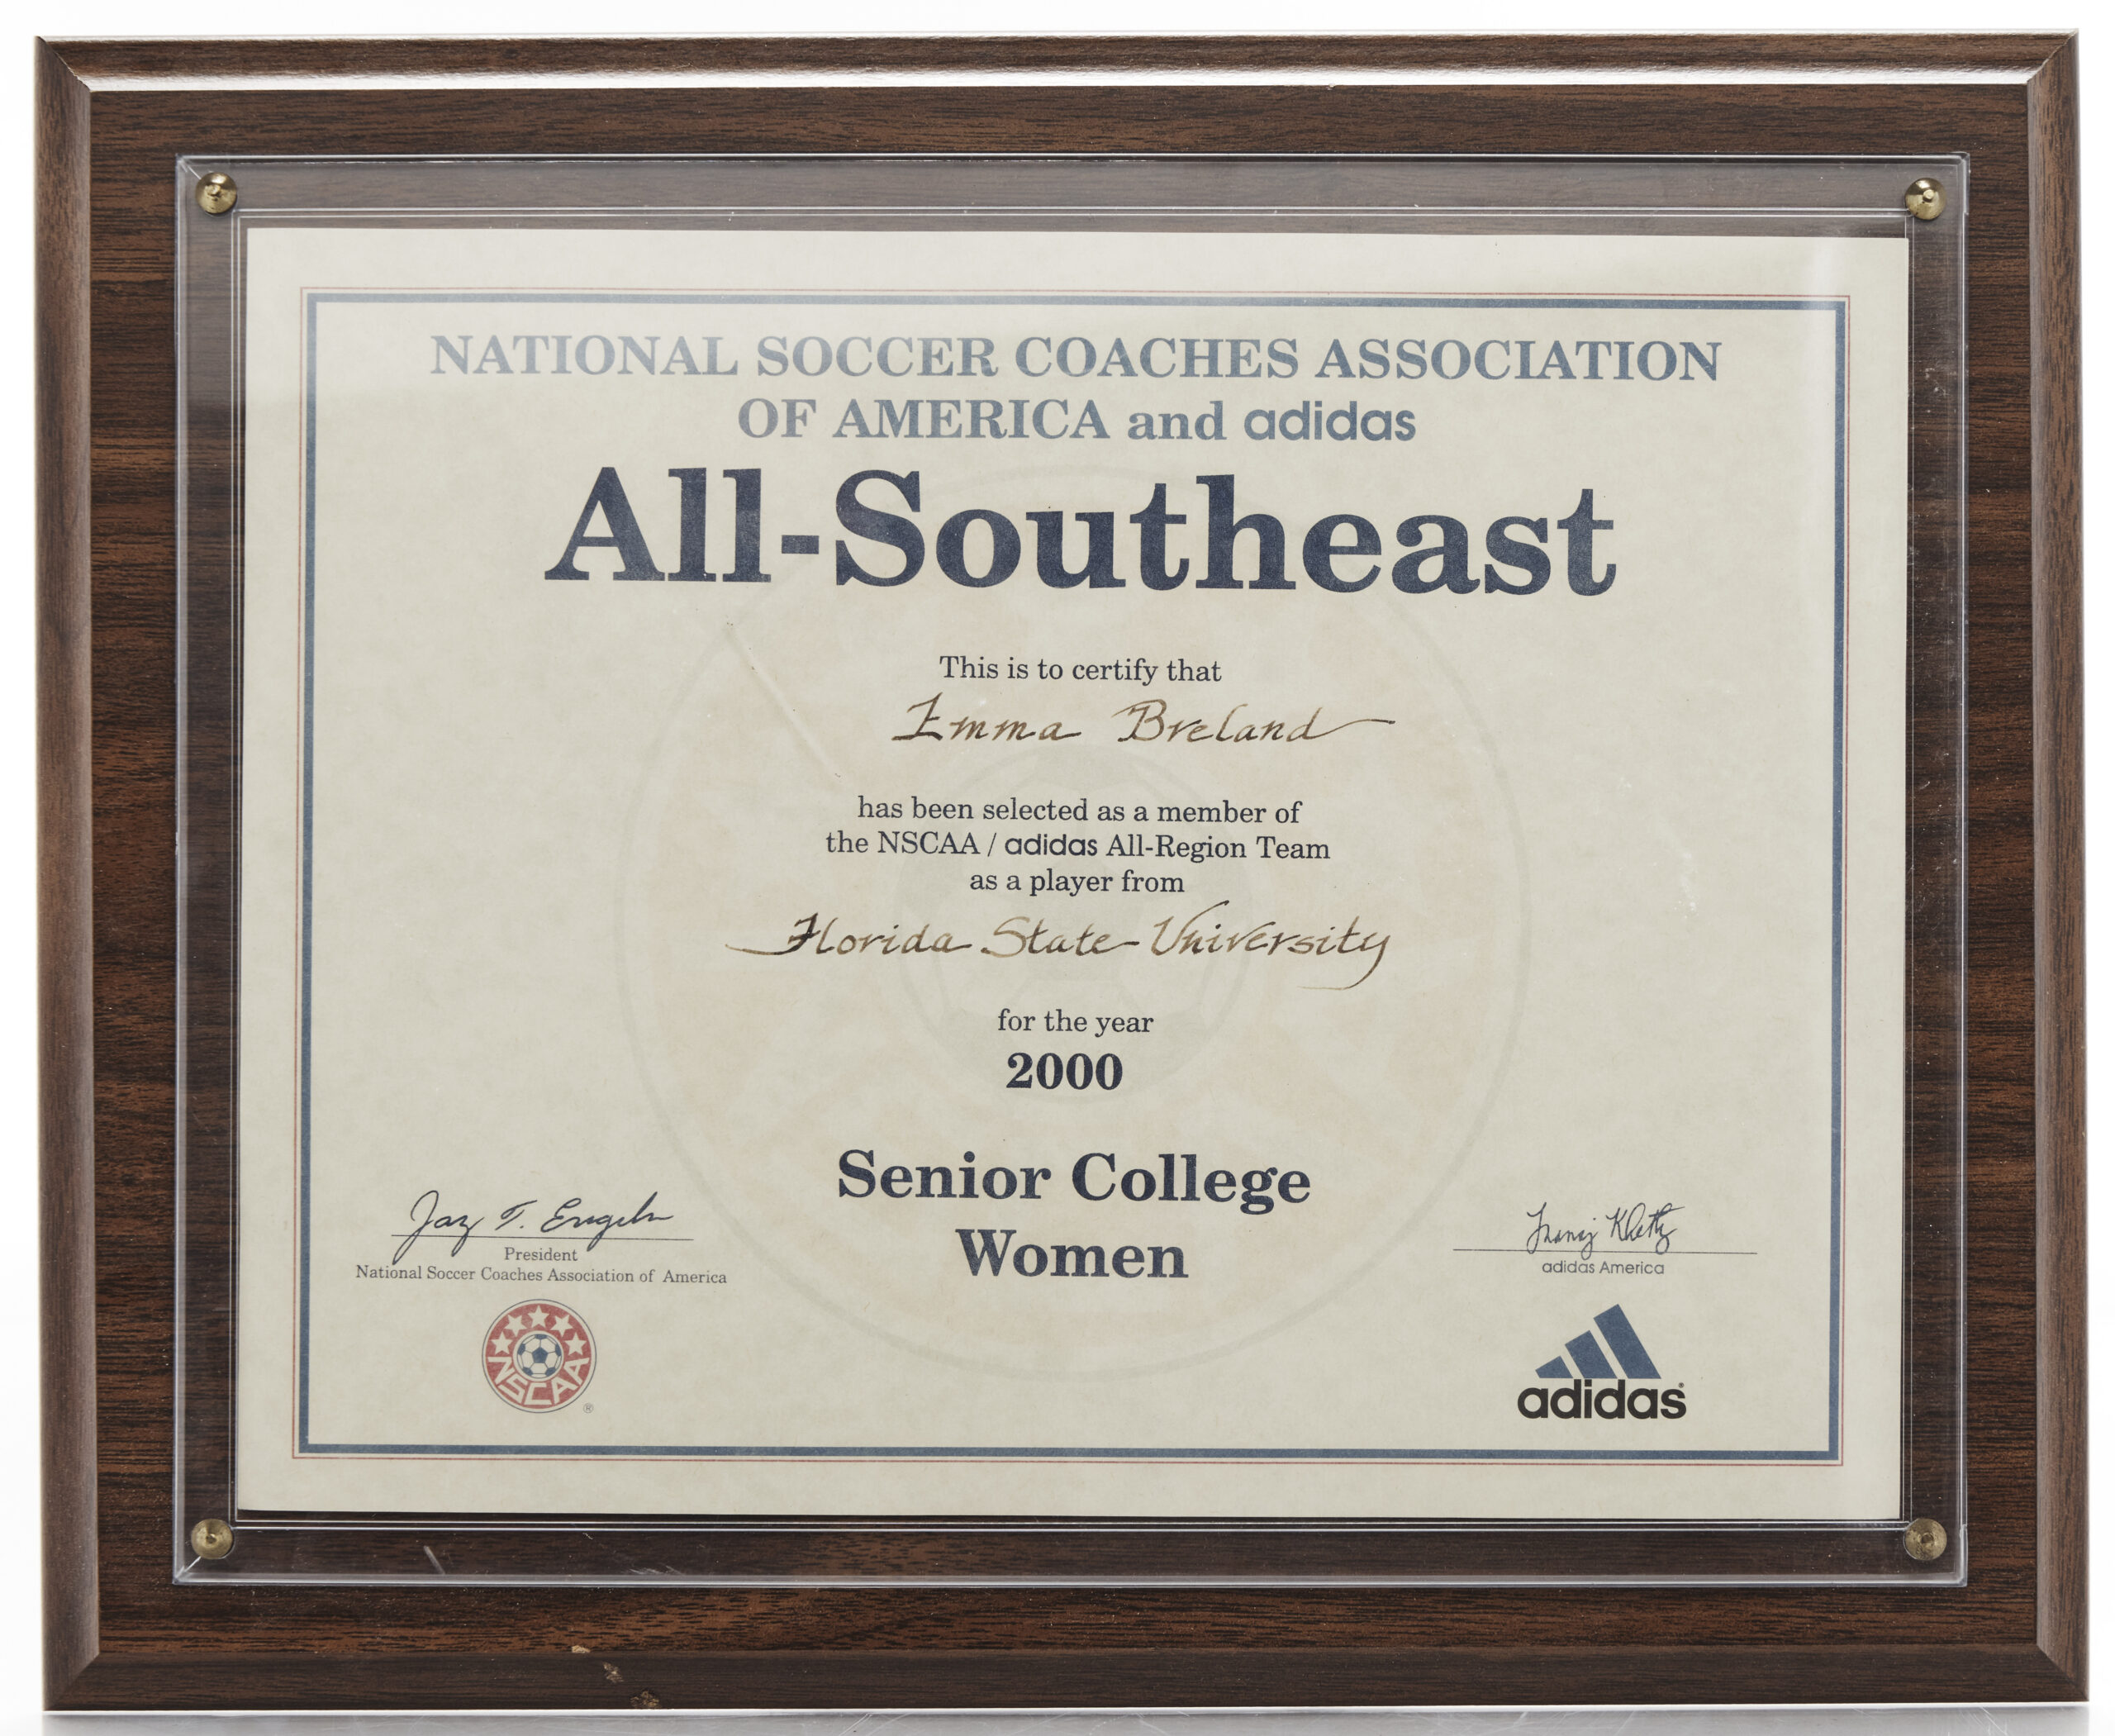 NATIONAL SOCCER COACHES ASSOCIATION
OF AMERICA and adidas
All-Southeast
This is to certify that
Emma Breland
has been selected as a member of
the NSCAA / adidas All-Region Team
as a player from
Florida State University
for the year
2000
Senior College
Women
Jay T. Engeln
President
National Soccer Coaches Association of America
NSCAA
®
adidas America
adidas®